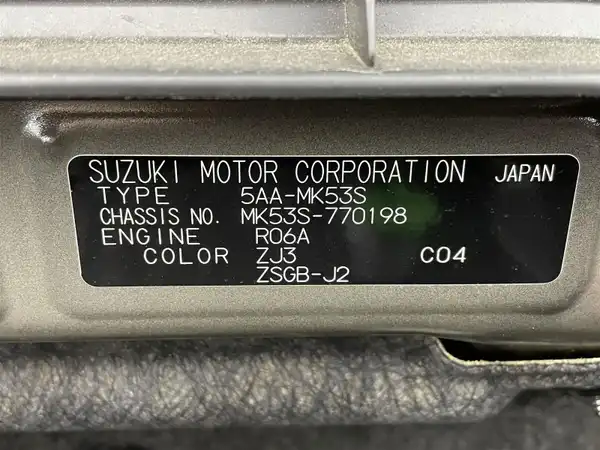 SUZUKI MOTOR CORPORATION JAPAN
TYPE 5AA-MK53S
CHASSIS NO. MK53S-770198
ENGINE R06A
COLOR ZJ3 C04
ZSGB-J2